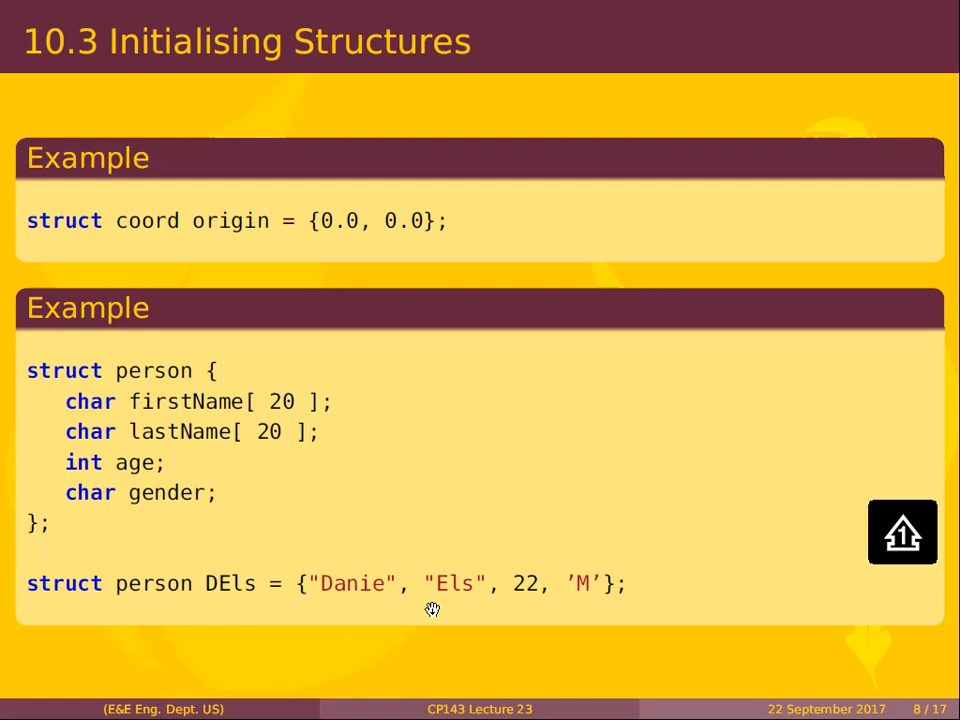 10.3 Initialising Structures
Example
struct coord origin = {0.0, 0.0};
Example
struct person {
   char firstName[ 20 ];
   char lastName[ 20 ];
   int age;
   char gender;
};
struct person DEls = {"Danie", "Els", 22, ’M’};
1
(E&E Eng. Dept. US) CP143 Lecture 23 22 September 2017 8 / 17